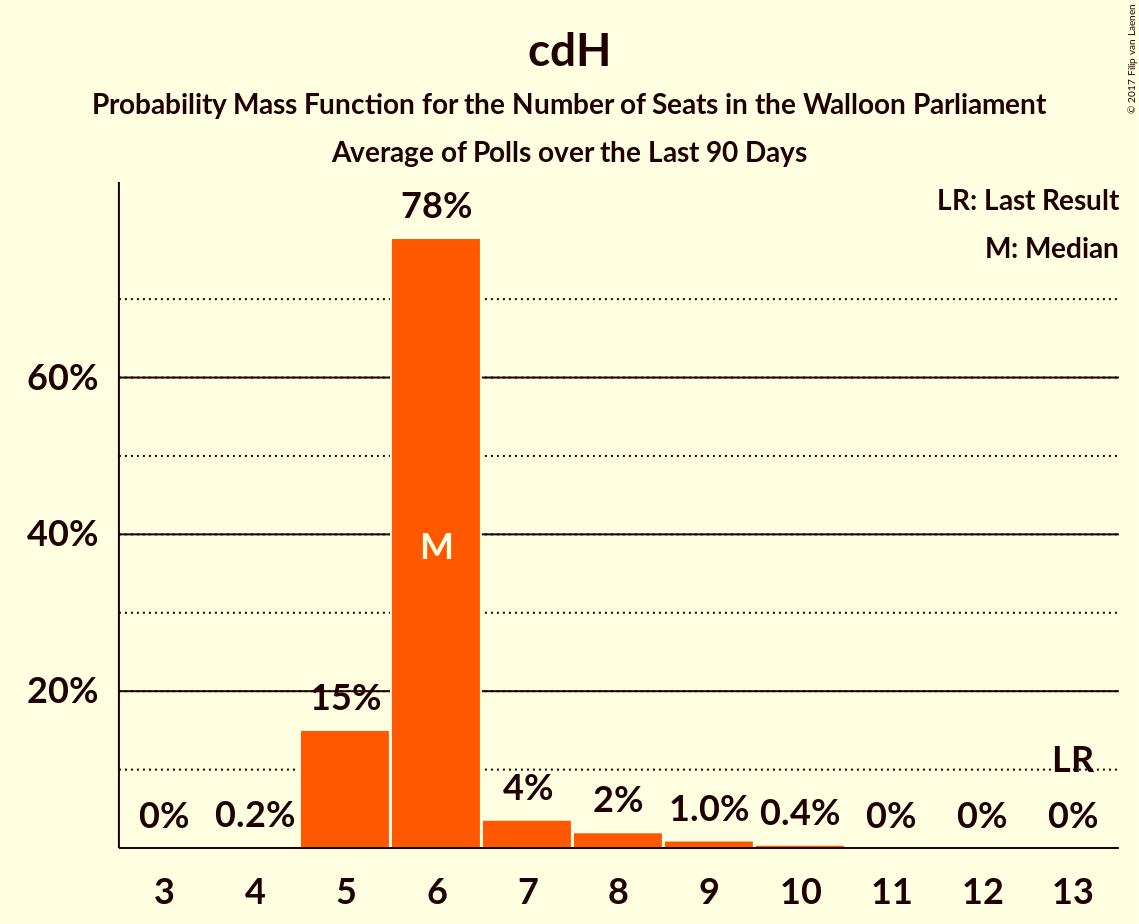 cdH
Probability Mass Function for the Number of Seats in the Walloon Parliament
Average of Polls over the Last 90 Days
© 2017 Filip van Laenen
LR: Last Result
M: Median
78%
60%
40%
M
20%
15%
LR
0%
0.2%
4%
2%
1.0%
0.4%
0%
0%
0%
3 4 5 6 7 8 9 10 11 12 13